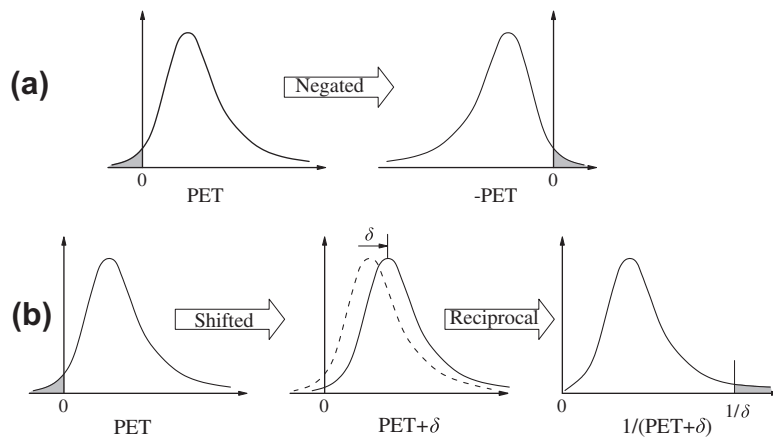 (a)
Negated
0
PET
0
-PET
(b)
Shifted
δ
Reciprocal
0
PET
0
PET+δ
0
1/δ
1/(PET+δ)